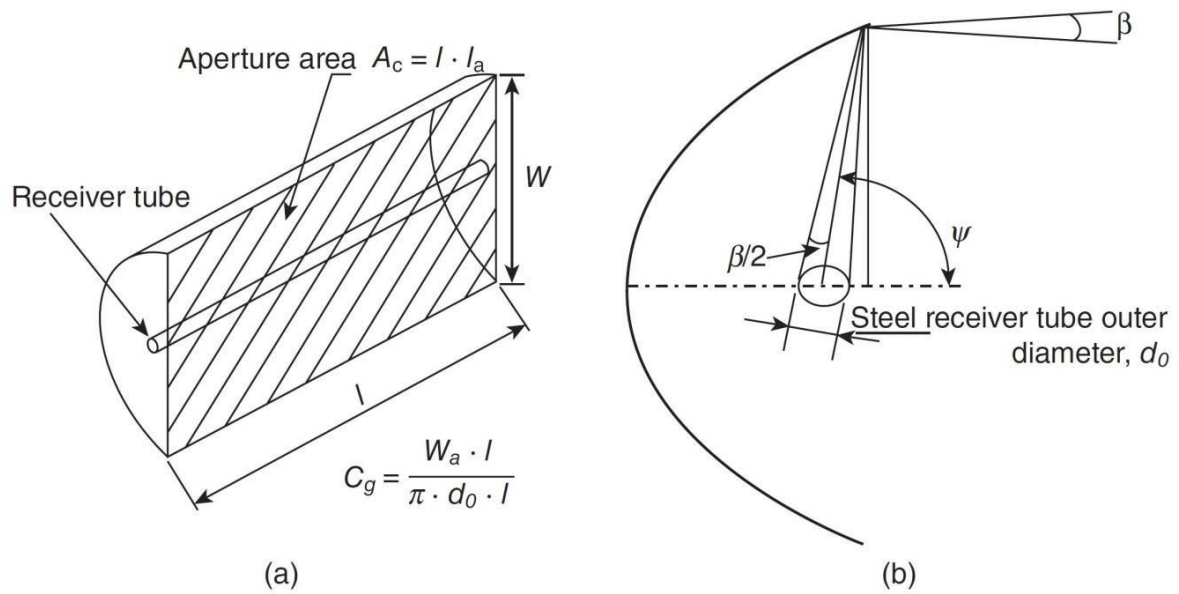 Aperture area A_c = l · l_a
Receiver tube
W
l
C_g = W_a · l / π · d_0 · l
(a)
β
ψ
β/2
Steel receiver tube outer
diameter, d_0
(b)